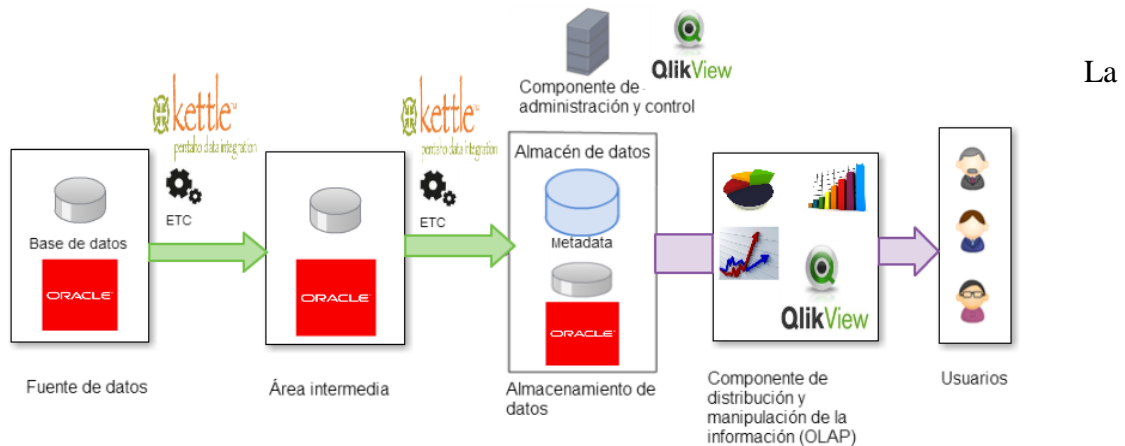 La
QlikView
Componente de
administración y control
kettle™
pentaho data integration
kettle™
pentaho data integration
ETC
ETC
Base de datos
ORACLE
ORACLE
Almacén de datos
Metadata
ORACLE
QlikView
Fuente de datos
Área intermedia
Almacenamiento de
datos
Componente de
distribución y
manipulación de la
información (OLAP)
Usuarios